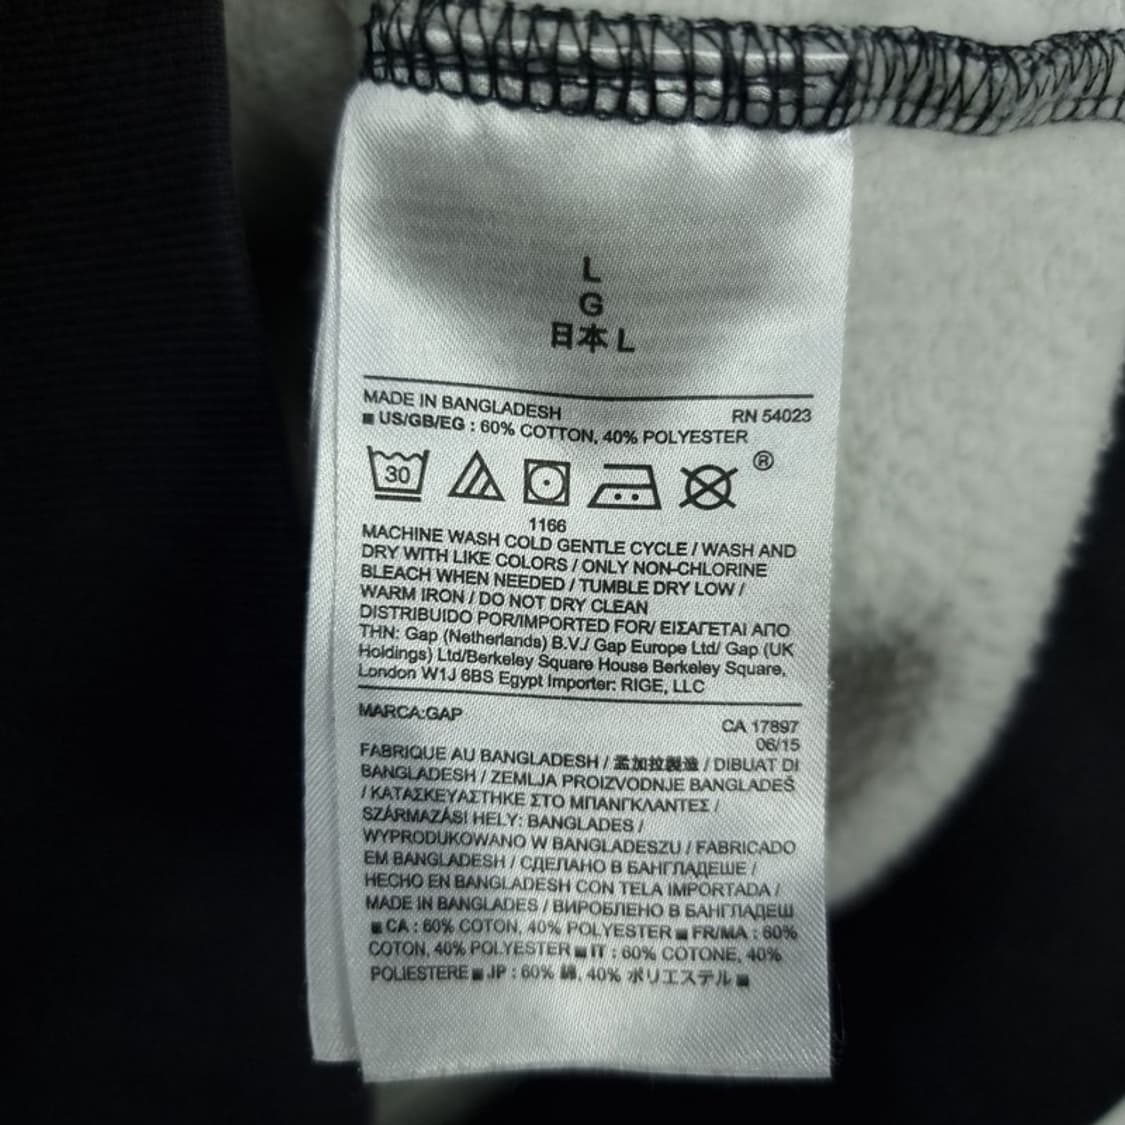 L
G
日本 L
MADE IN BANGLADESH RN 54023
■ US/GB/EG : 60% COTTON, 40% POLYESTER
30 ®
1166
MACHINE WASH COLD GENTLE CYCLE / WASH AND
DRY WITH LIKE COLORS / ONLY NON-CHLORINE
BLEACH WHEN NEEDED / TUMBLE DRY LOW /
WARM IRON / DO NOT DRY CLEAN
DISTRIBUIDO POR/IMPORTED FOR/ ΕΙΣΑΓΕΤΑΙ ΑΠΟ
ΤΗΝ: Gap (Netherlands) B.V./ Gap Europe Ltd/ Gap (UK
Holdings) Ltd/Berkeley Square House Berkeley Square,
London W1J 6BS Egypt Importer: RIGE, LLC
MARCA:GAP CA 17897
06/15
FABRIQUE AU BANGLADESH / 孟加拉製造 / DIBUAT DI
BANGLADESH / ZEMLJA PROIZVODNJE BANGLADEŠ
/ ΚΑΤΑΣΚΕΥΑΣΤΗΚΕ ΣΤΟ ΜΠΑΝΓΚΛΑΝΤΕΣ /
SZÁRMAZÁSI HELY: BANGLADES /
WYPRODUKOWANO W BANGLADESZU / FABRICADO
EM BANGLADESH / СДЕЛАНО В БАНГЛАДЕШЕ /
HECHO EN BANGLADESH CON TELA IMPORTADA /
MADE IN BANGLADES / ВИРОБЛЕНО В БАНГЛАДЕШ
■ CA : 60% COTON, 40% POLYESTER ■ FR/MA : 60%
COTON, 40% POLYESTER ■ IT : 60% COTONE, 40%
POLIESTERE ■ JP : 60% 綿, 40% ポリエステル ■